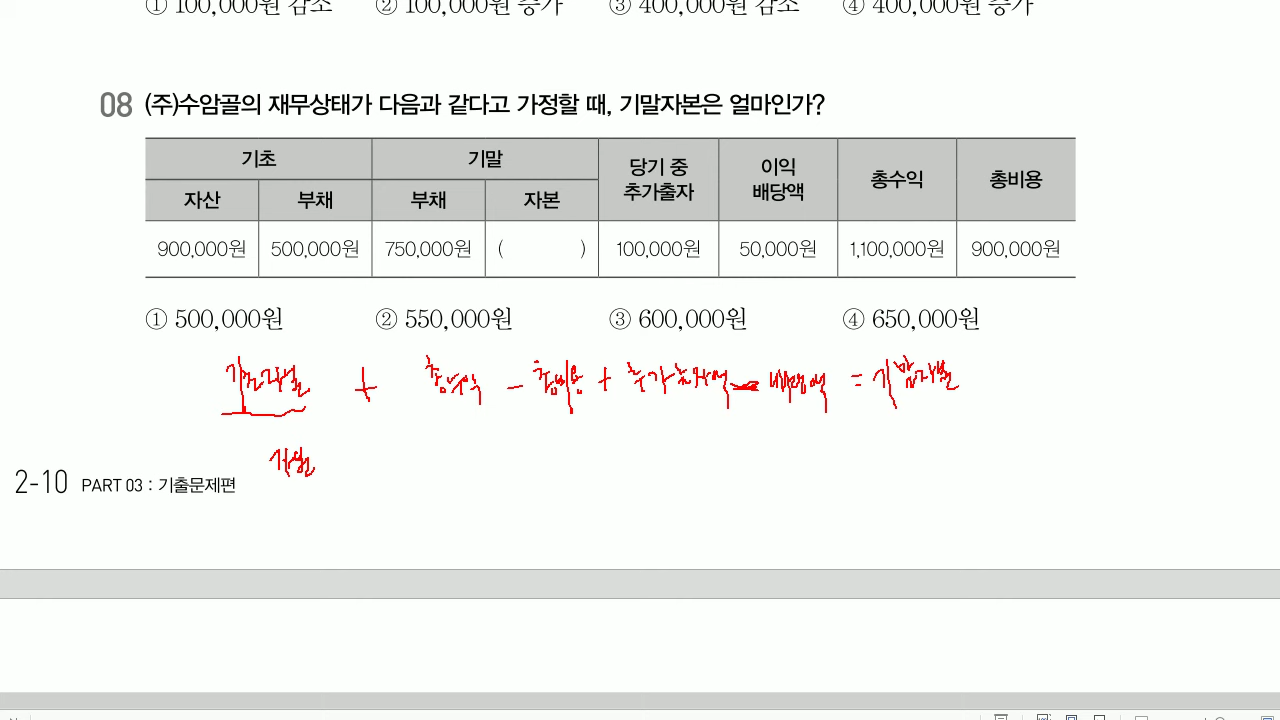 ① 100,000원 감소 ② 100,000원 증가 ③ 400,000원 감소 ④ 400,000원 증가
08 (주)수암골의 재무상태가 다음과 같다고 가정할 때, 기말자본은 얼마인가?
기초 기말 당기 중 추가출자 이익 배당액 총수익 총비용
자산 부채 부채 자본
900,000원 500,000원 750,000원 ( ) 100,000원 50,000원 1,100,000원 900,000원
① 500,000원 ② 550,000원 ③ 600,000원 ④ 650,000원
기초자본 + 총수익 - 총비용 + 추가출자액 - 배당액 = 기말자본
2-10 PART 03 : 기출문제편